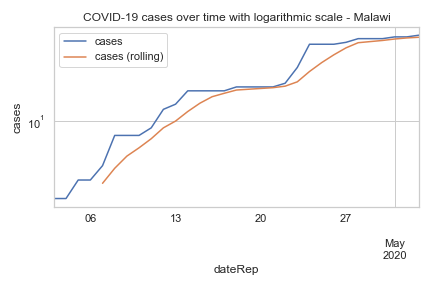 COVID-19 cases over time with logarithmic scale - Malawi
cases
cases (rolling)
cases
10¹
06
13
20
27
May
2020
dateRep